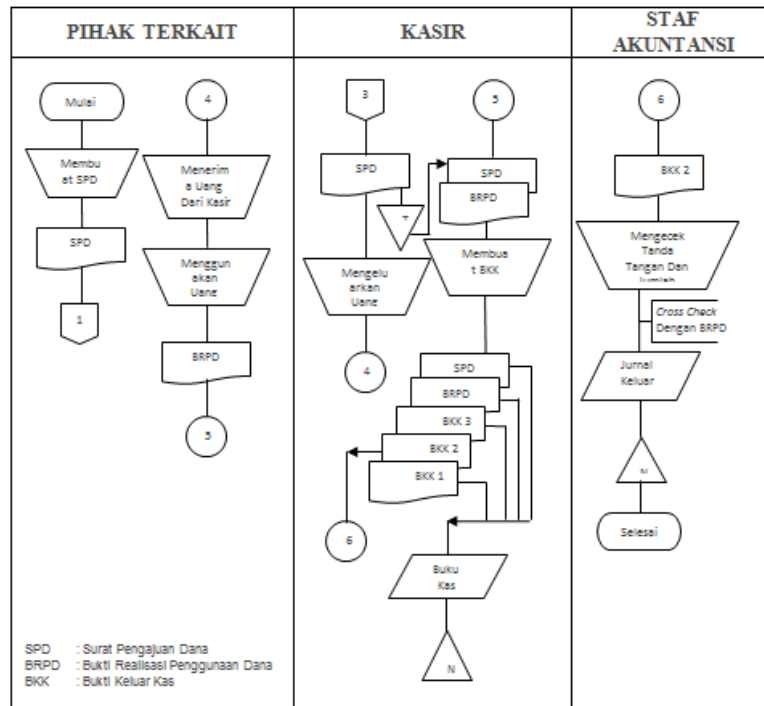 PIHAK TERKAIT
KASIR
STAF
AKUNTANSI
Mulai
Membu
at SPD
SPD
1
4
Menerim
a Uang
Dari Kasir
Menggun
akan
Uang
BRPD
5
3
SPD
T
Mengelu
arkan
Uang
4
5
SPD
BRPD
Membua
t BKK
SPD
BRPD
BKK 3
BKK 2
BKK 1
6
Buku
Kas
N
6
BKK 2
Mengecek
Tanda
Tangan Dan
Jumlah
Cross Check
Dengan BRPD
Jurnal
Keluar
N
Selesai
SPD : Surat Pengajuan Dana
BRPD : Bukti Realisasi Penggunaan Dana
BKK : Bukti Keluar Kas